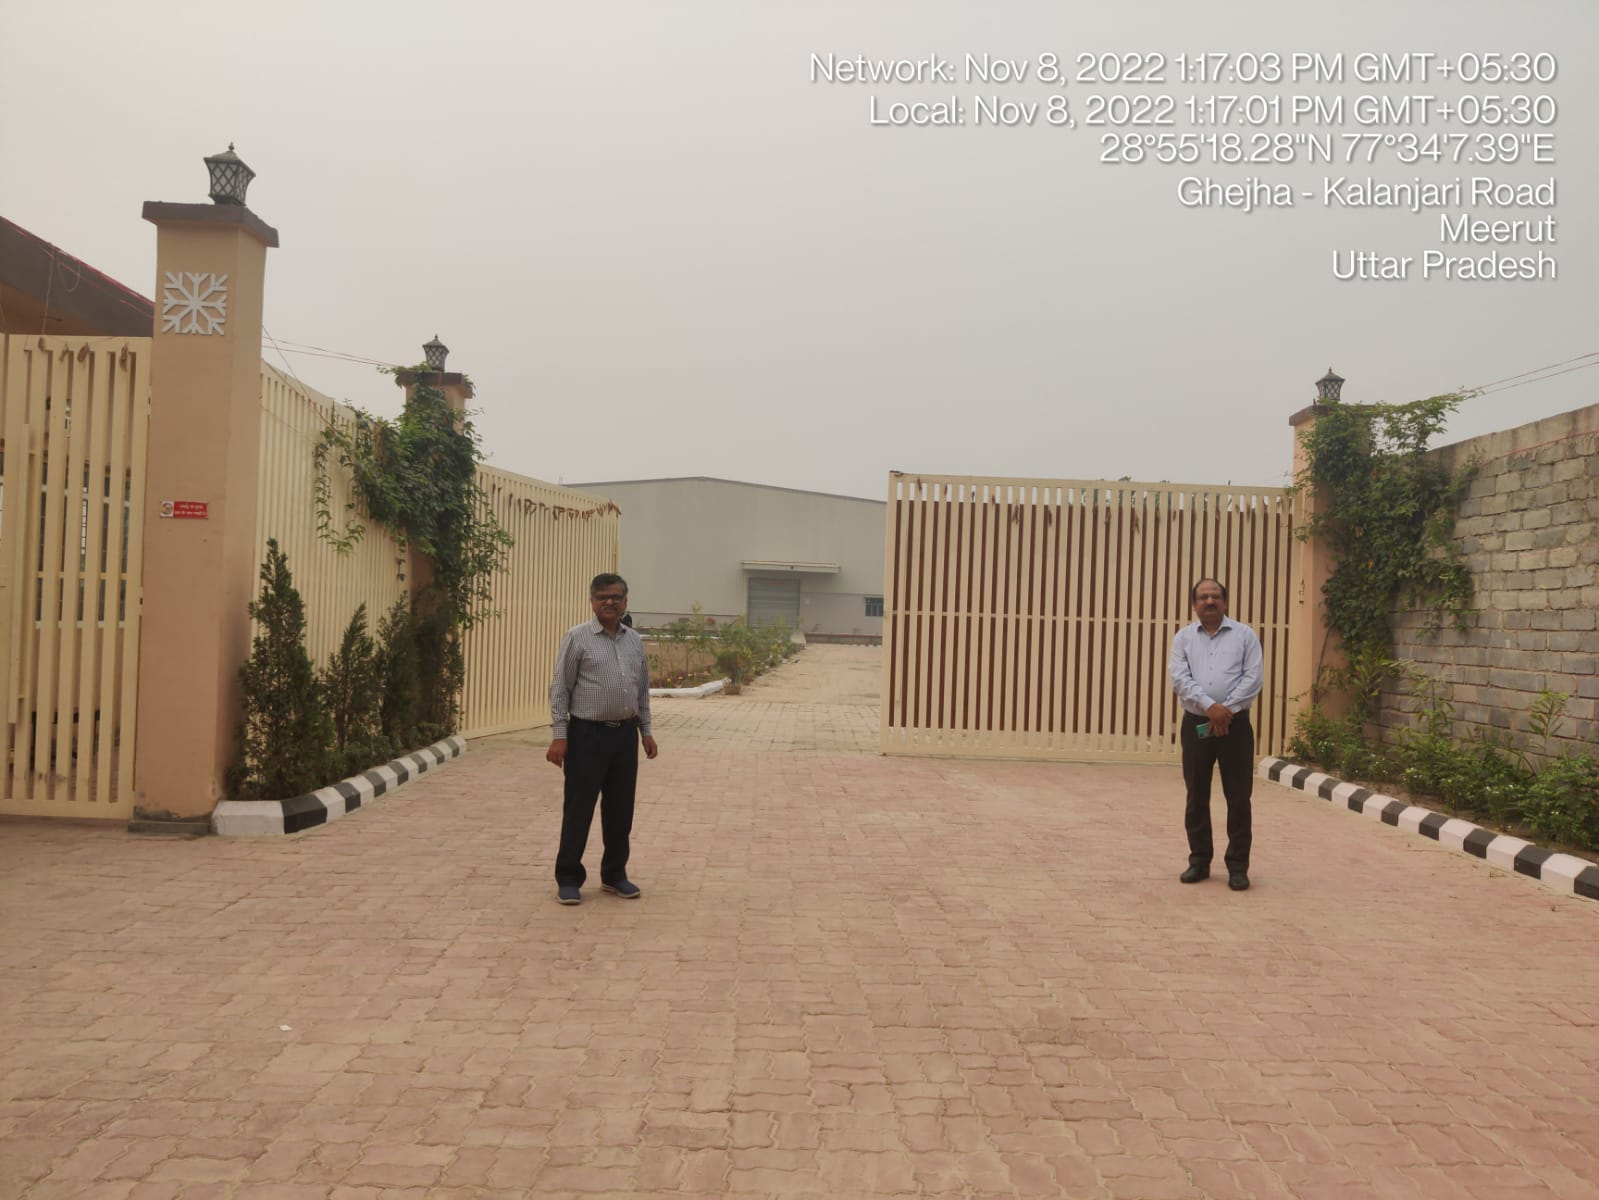 Network: Nov 8, 2022 1:17:03 PM GMT+05:30
Local: Nov 8, 2022 1:17:01 PM GMT+05:30
28°55'18.28"N 77°34'7.39"E
Ghejha - Kalanjari Road
Meerut
Uttar Pradesh